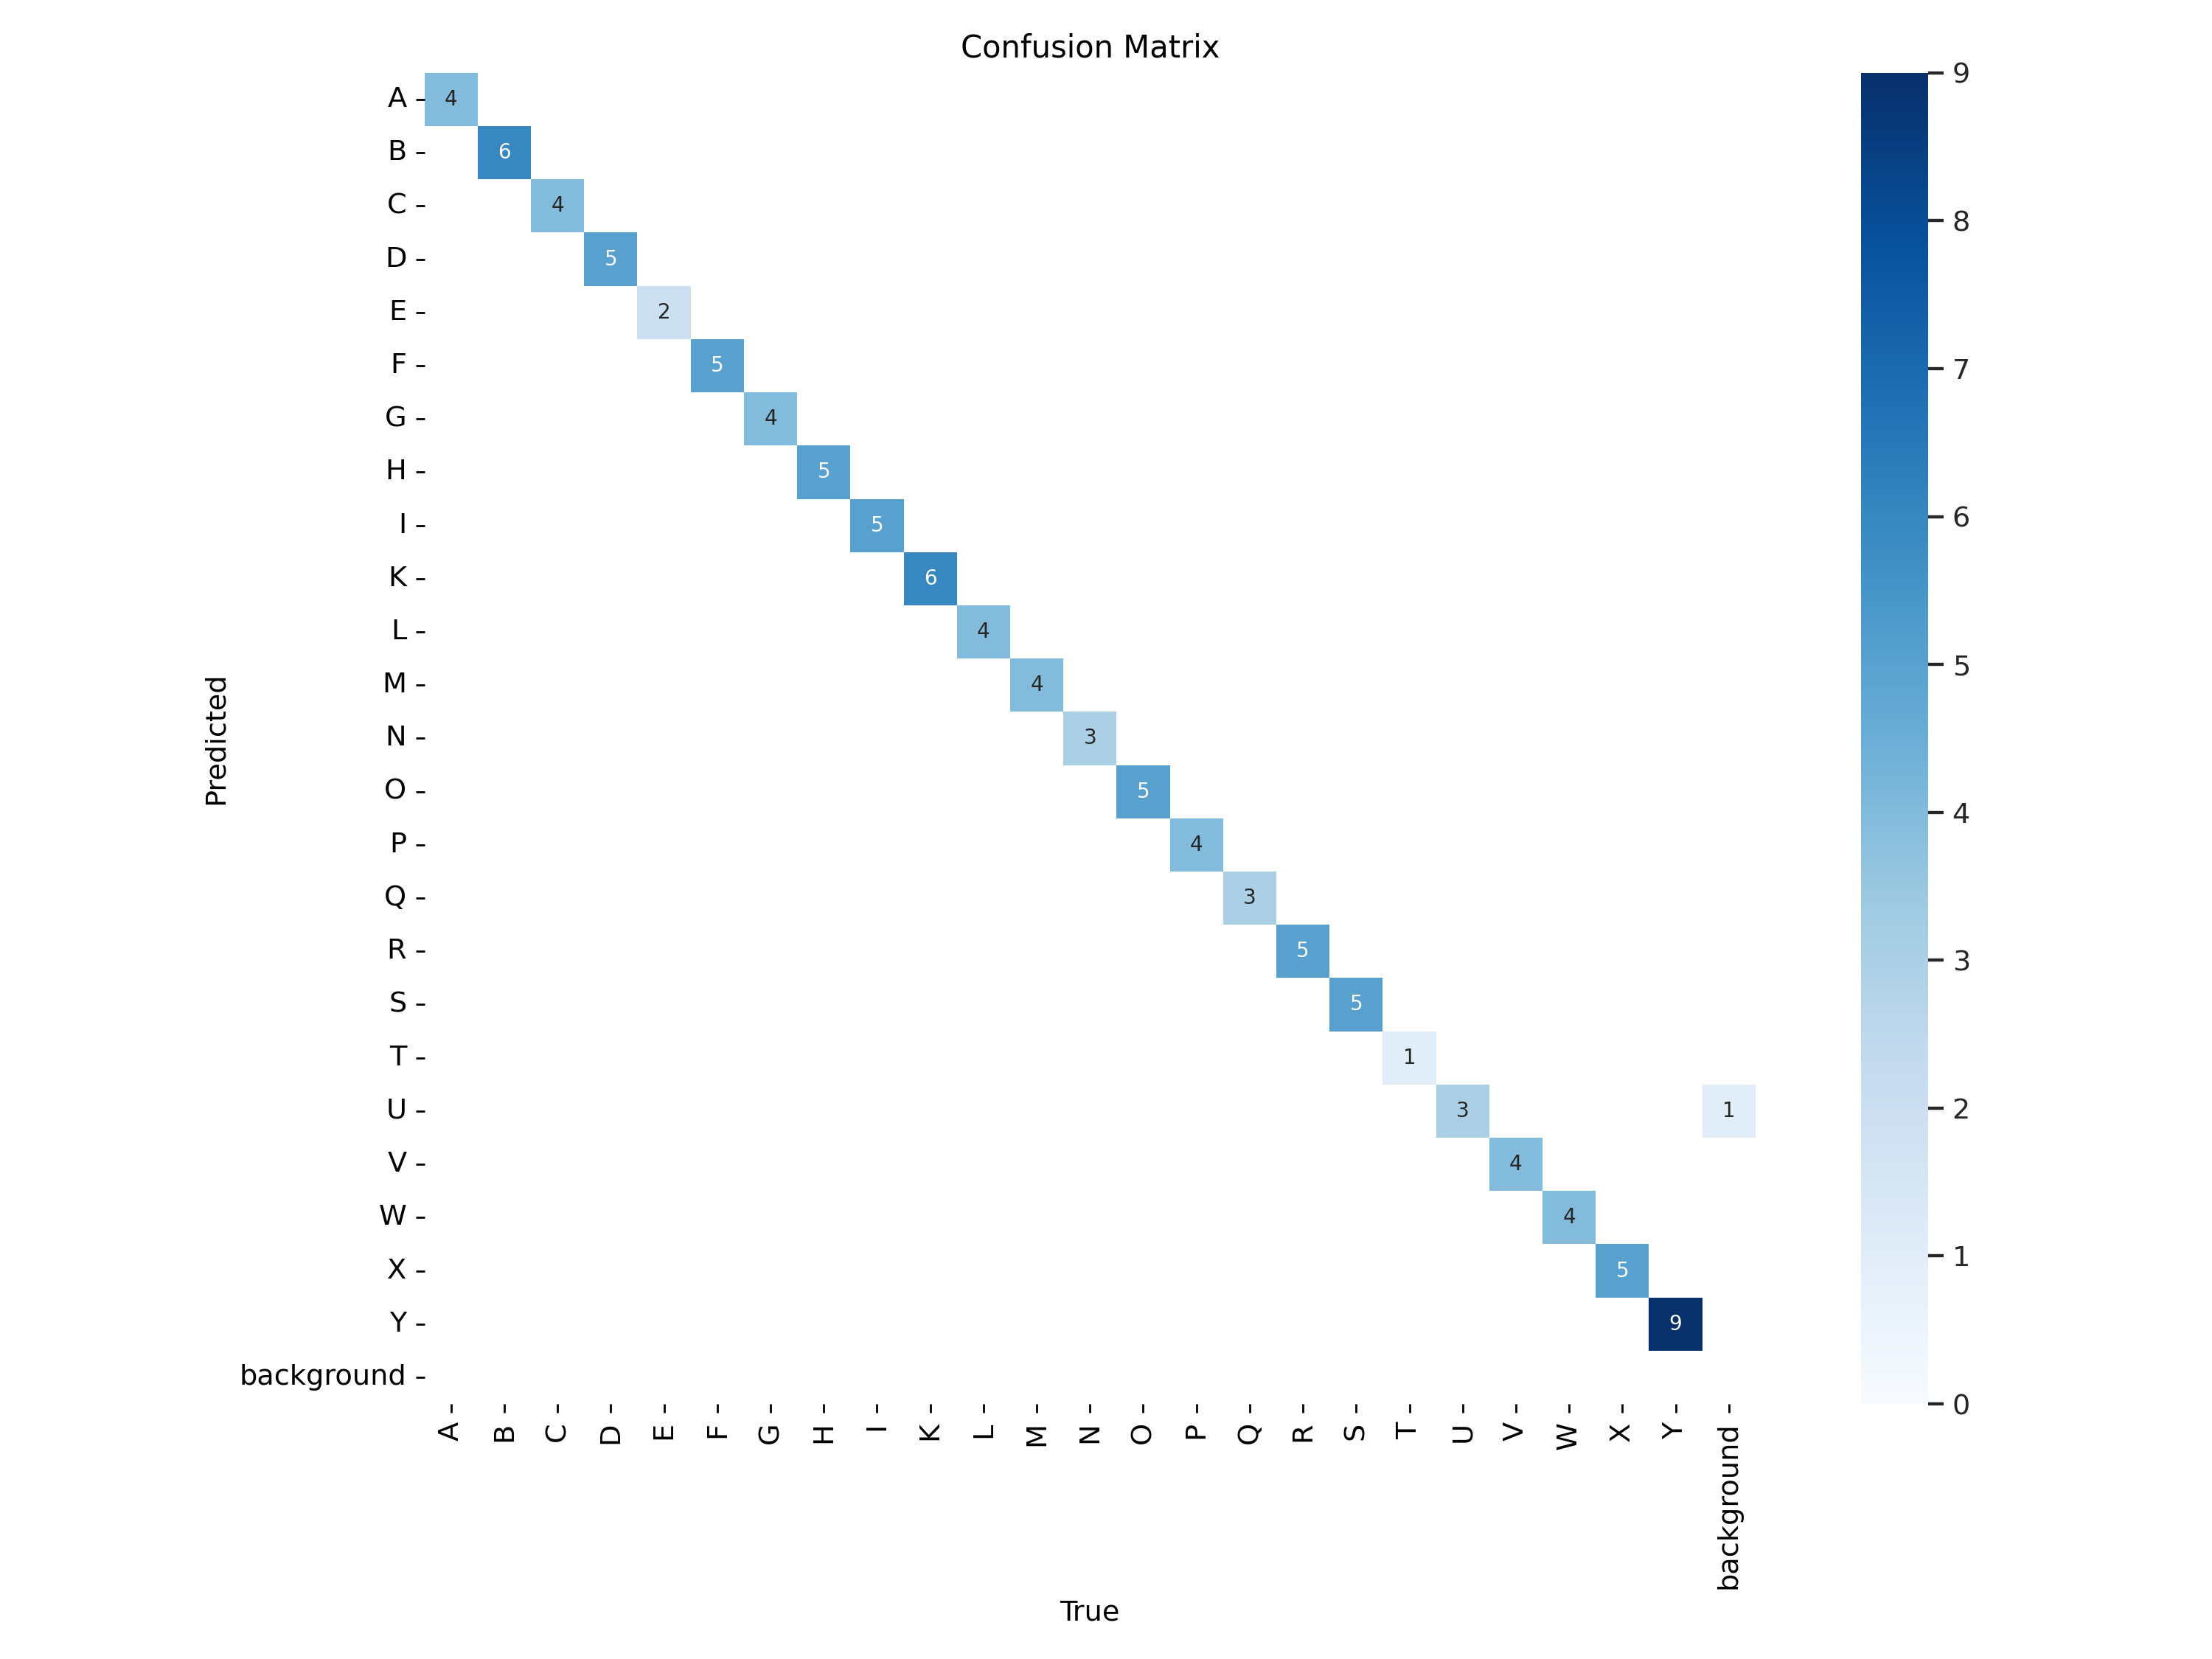 Confusion Matrix
A 4
B 6
C 4
D 5
E 2
F 5
G 4
H 5
I 5
K 6
L 4
M 4
N 3
O 5
P 4
Q 3
R 5
S 5
T 1
U 3 1
V 4
W 4
X 5
Y 9
background
Predicted
A B C D E F G H I K L M N O P Q R S T U V W X Y background
True
9
8
7
6
5
4
3
2
1
0